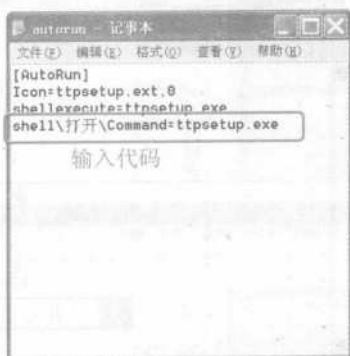 autorun - 记事本
文件(F) 编辑(E) 格式(O) 查看(V) 帮助(H)
[AutoRun]
Icon=ttpsetup.ext,0
shellexecute=ttpsetup exe
shell\打开\Command=ttpsetup.exe
输入代码